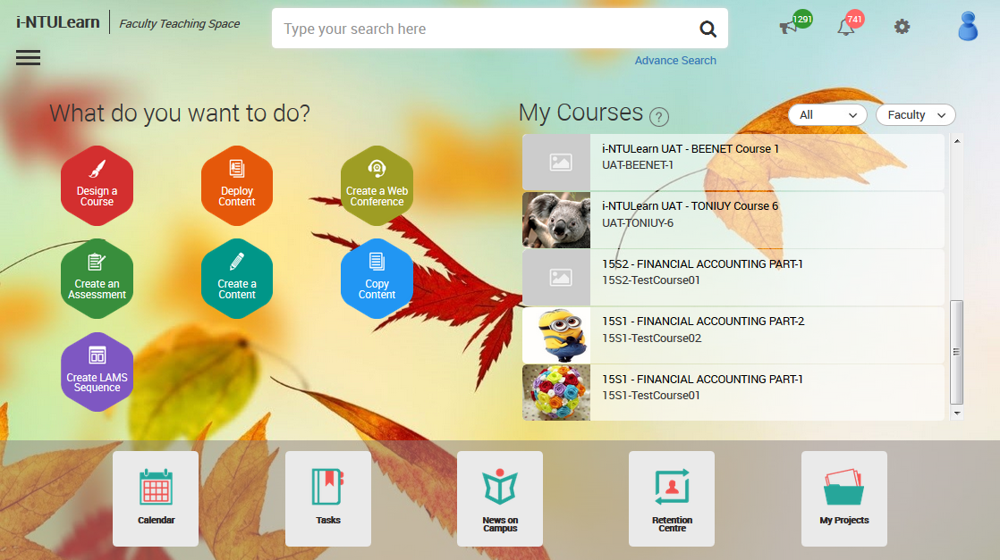 i-NTULearn
Faculty Teaching Space
Type your search here
1291
741
Advance Search
What do you want to do?
Design a
Course
Deploy
Content
Create a Web
Conference
Create an
Assessment
Create a
Content
Copy
Content
Create LAMS
Sequence
My Courses
?
All
Faculty
i-NTULearn UAT - BEENET Course 1
UAT-BEENET-1
i-NTULearn UAT - TONIUY Course 6
UAT-TONIUY-6
15S2 - FINANCIAL ACCOUNTING PART-1
15S2-TestCourse01
15S1 - FINANCIAL ACCOUNTING PART-2
15S1-TestCourse02
15S1 - FINANCIAL ACCOUNTING PART-1
15S1-TestCourse01
Calendar
Tasks
News on
Campus
Retention
Centre
My Projects